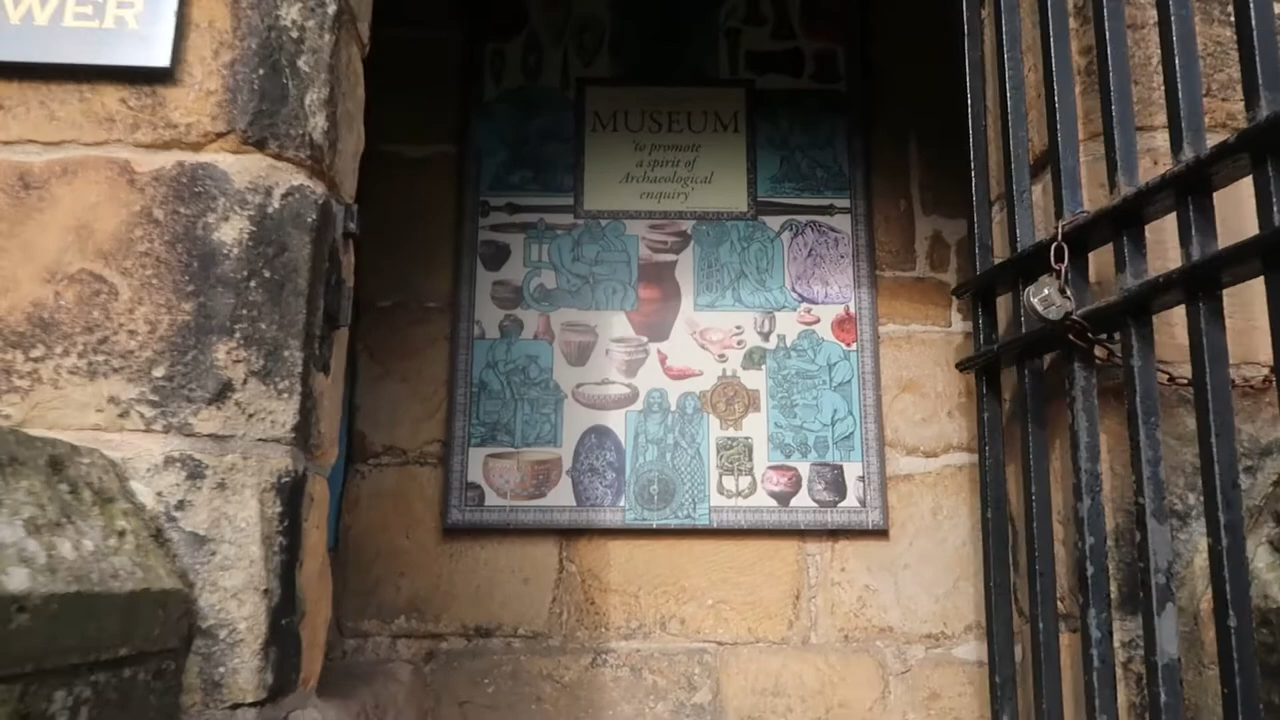 WER
MUSEUM
'to promote
a spirit of
Archaeological
enquiry'